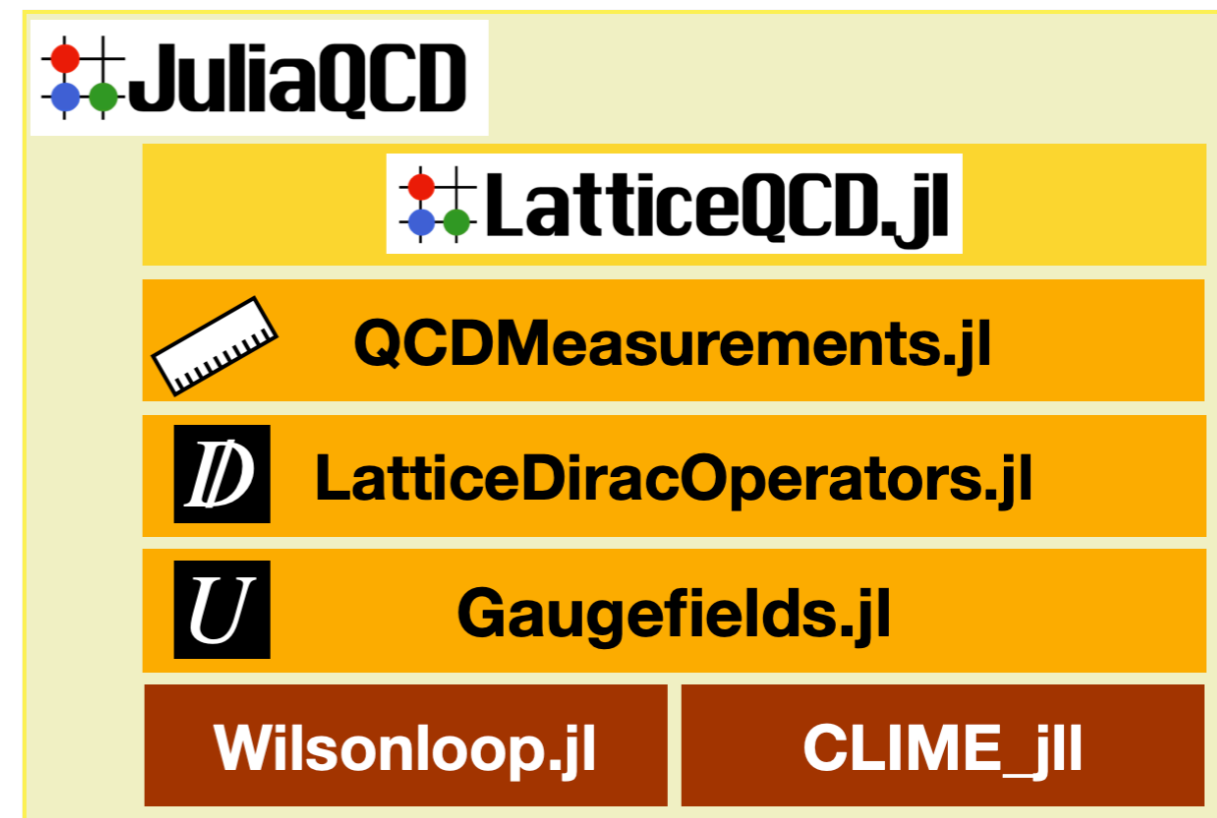 JuliaQCD
LatticeQCD.jl
QCDMeasurements.jl
D LatticeDiracOperators.jl
U Gaugefields.jl
Wilsonloop.jl CLIME_jll